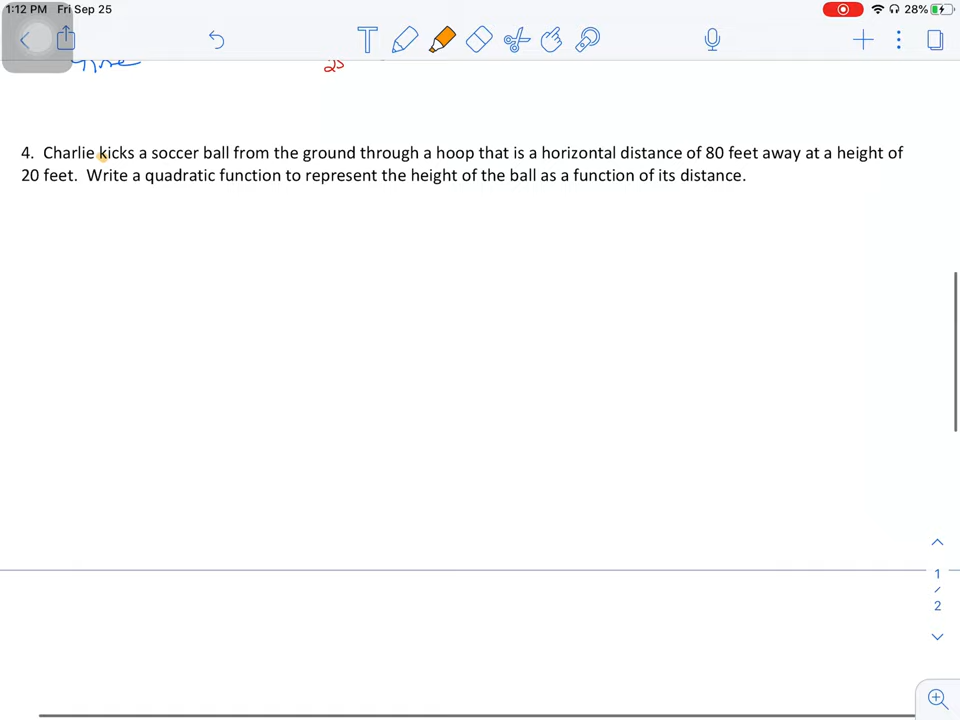 1:12 PM Fri Sep 25
28%
time
25
4. Charlie kicks a soccer ball from the ground through a hoop that is a horizontal distance of 80 feet away at a height of
20 feet. Write a quadratic function to represent the height of the ball as a function of its distance.
1
/
2